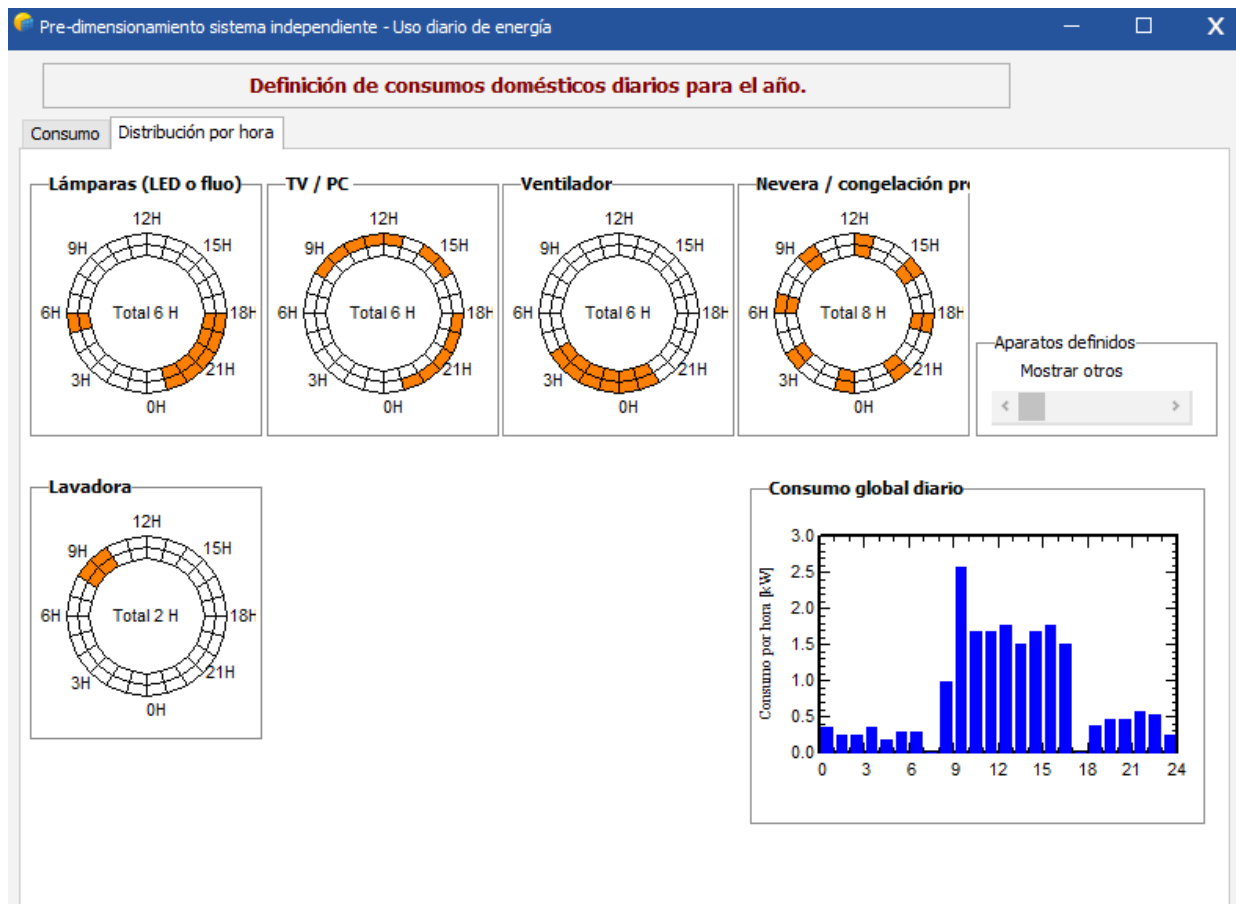 Pre-dimensionamiento sistema independiente - Uso diario de energía
Definición de consumos domésticos diarios para el año.
Consumo
Distribución por hora
Lámparas (LED o fluo)
12H
9H
15H
6H
Total 6 H
18H
3H
21H
0H
TV / PC
12H
9H
15H
6H
Total 6 H
18H
3H
21H
0H
Ventilador
12H
9H
15H
6H
Total 6 H
18H
3H
21H
0H
Nevera / congelación pro
12H
9H
15H
6H
Total 8 H
18H
3H
21H
0H
Aparatos definidos
Mostrar otros
Lavadora
12H
9H
15H
6H
Total 2 H
18H
3H
21H
0H
Consumo global diario
Consumo por hora [kW]
3.0
2.5
2.0
1.5
1.0
0.5
0.0
0 3 6 9 12 15 18 21 24